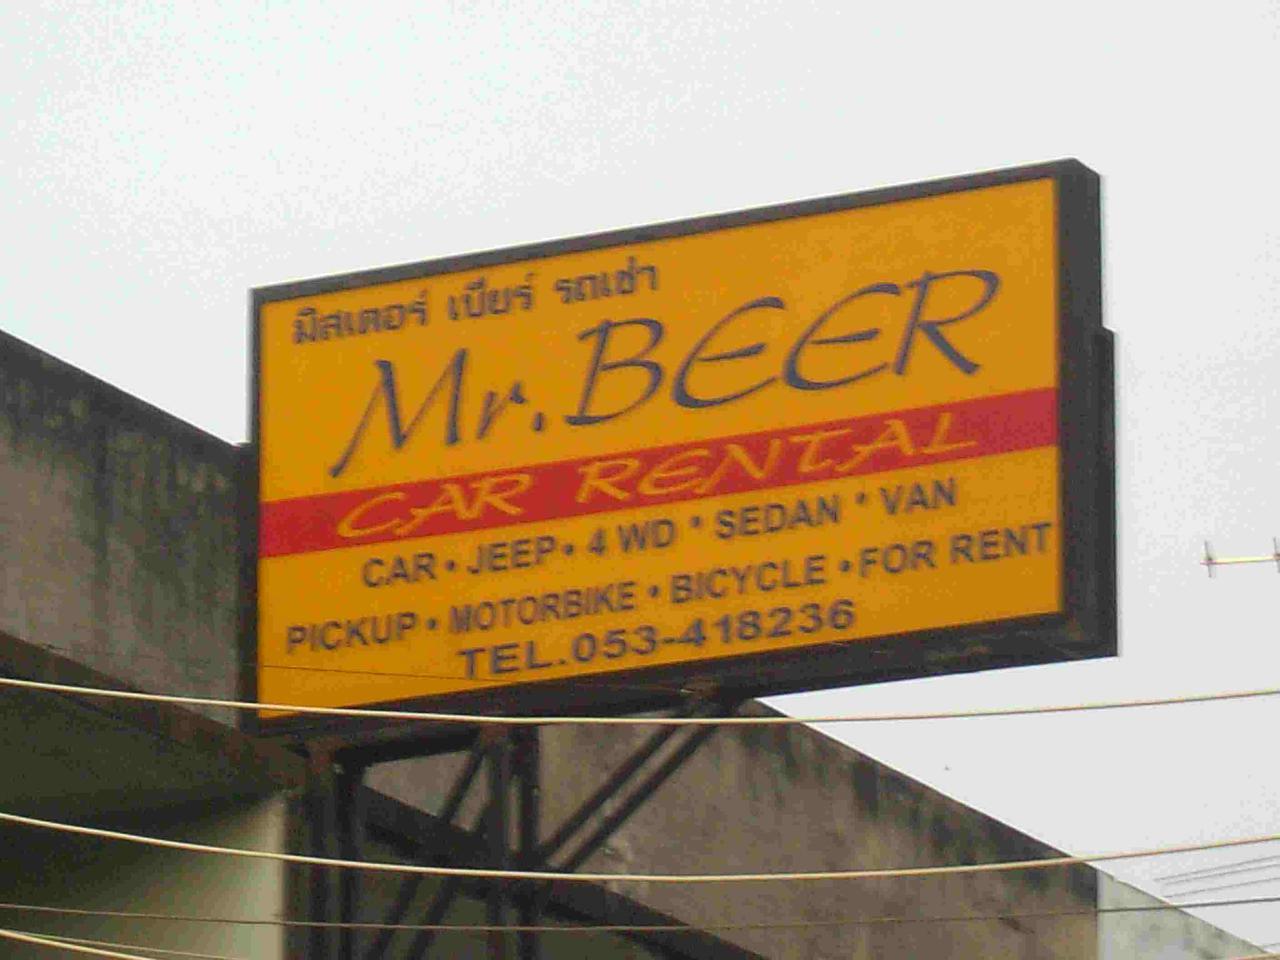 มิสเตอร์ เบียร์ รถเช่า
Mr. BEER
CAR RENTAL
CAR • JEEP • 4 WD • SEDAN • VAN
PICKUP • MOTORBIKE • BICYCLE • FOR RENT
TEL.053-418236